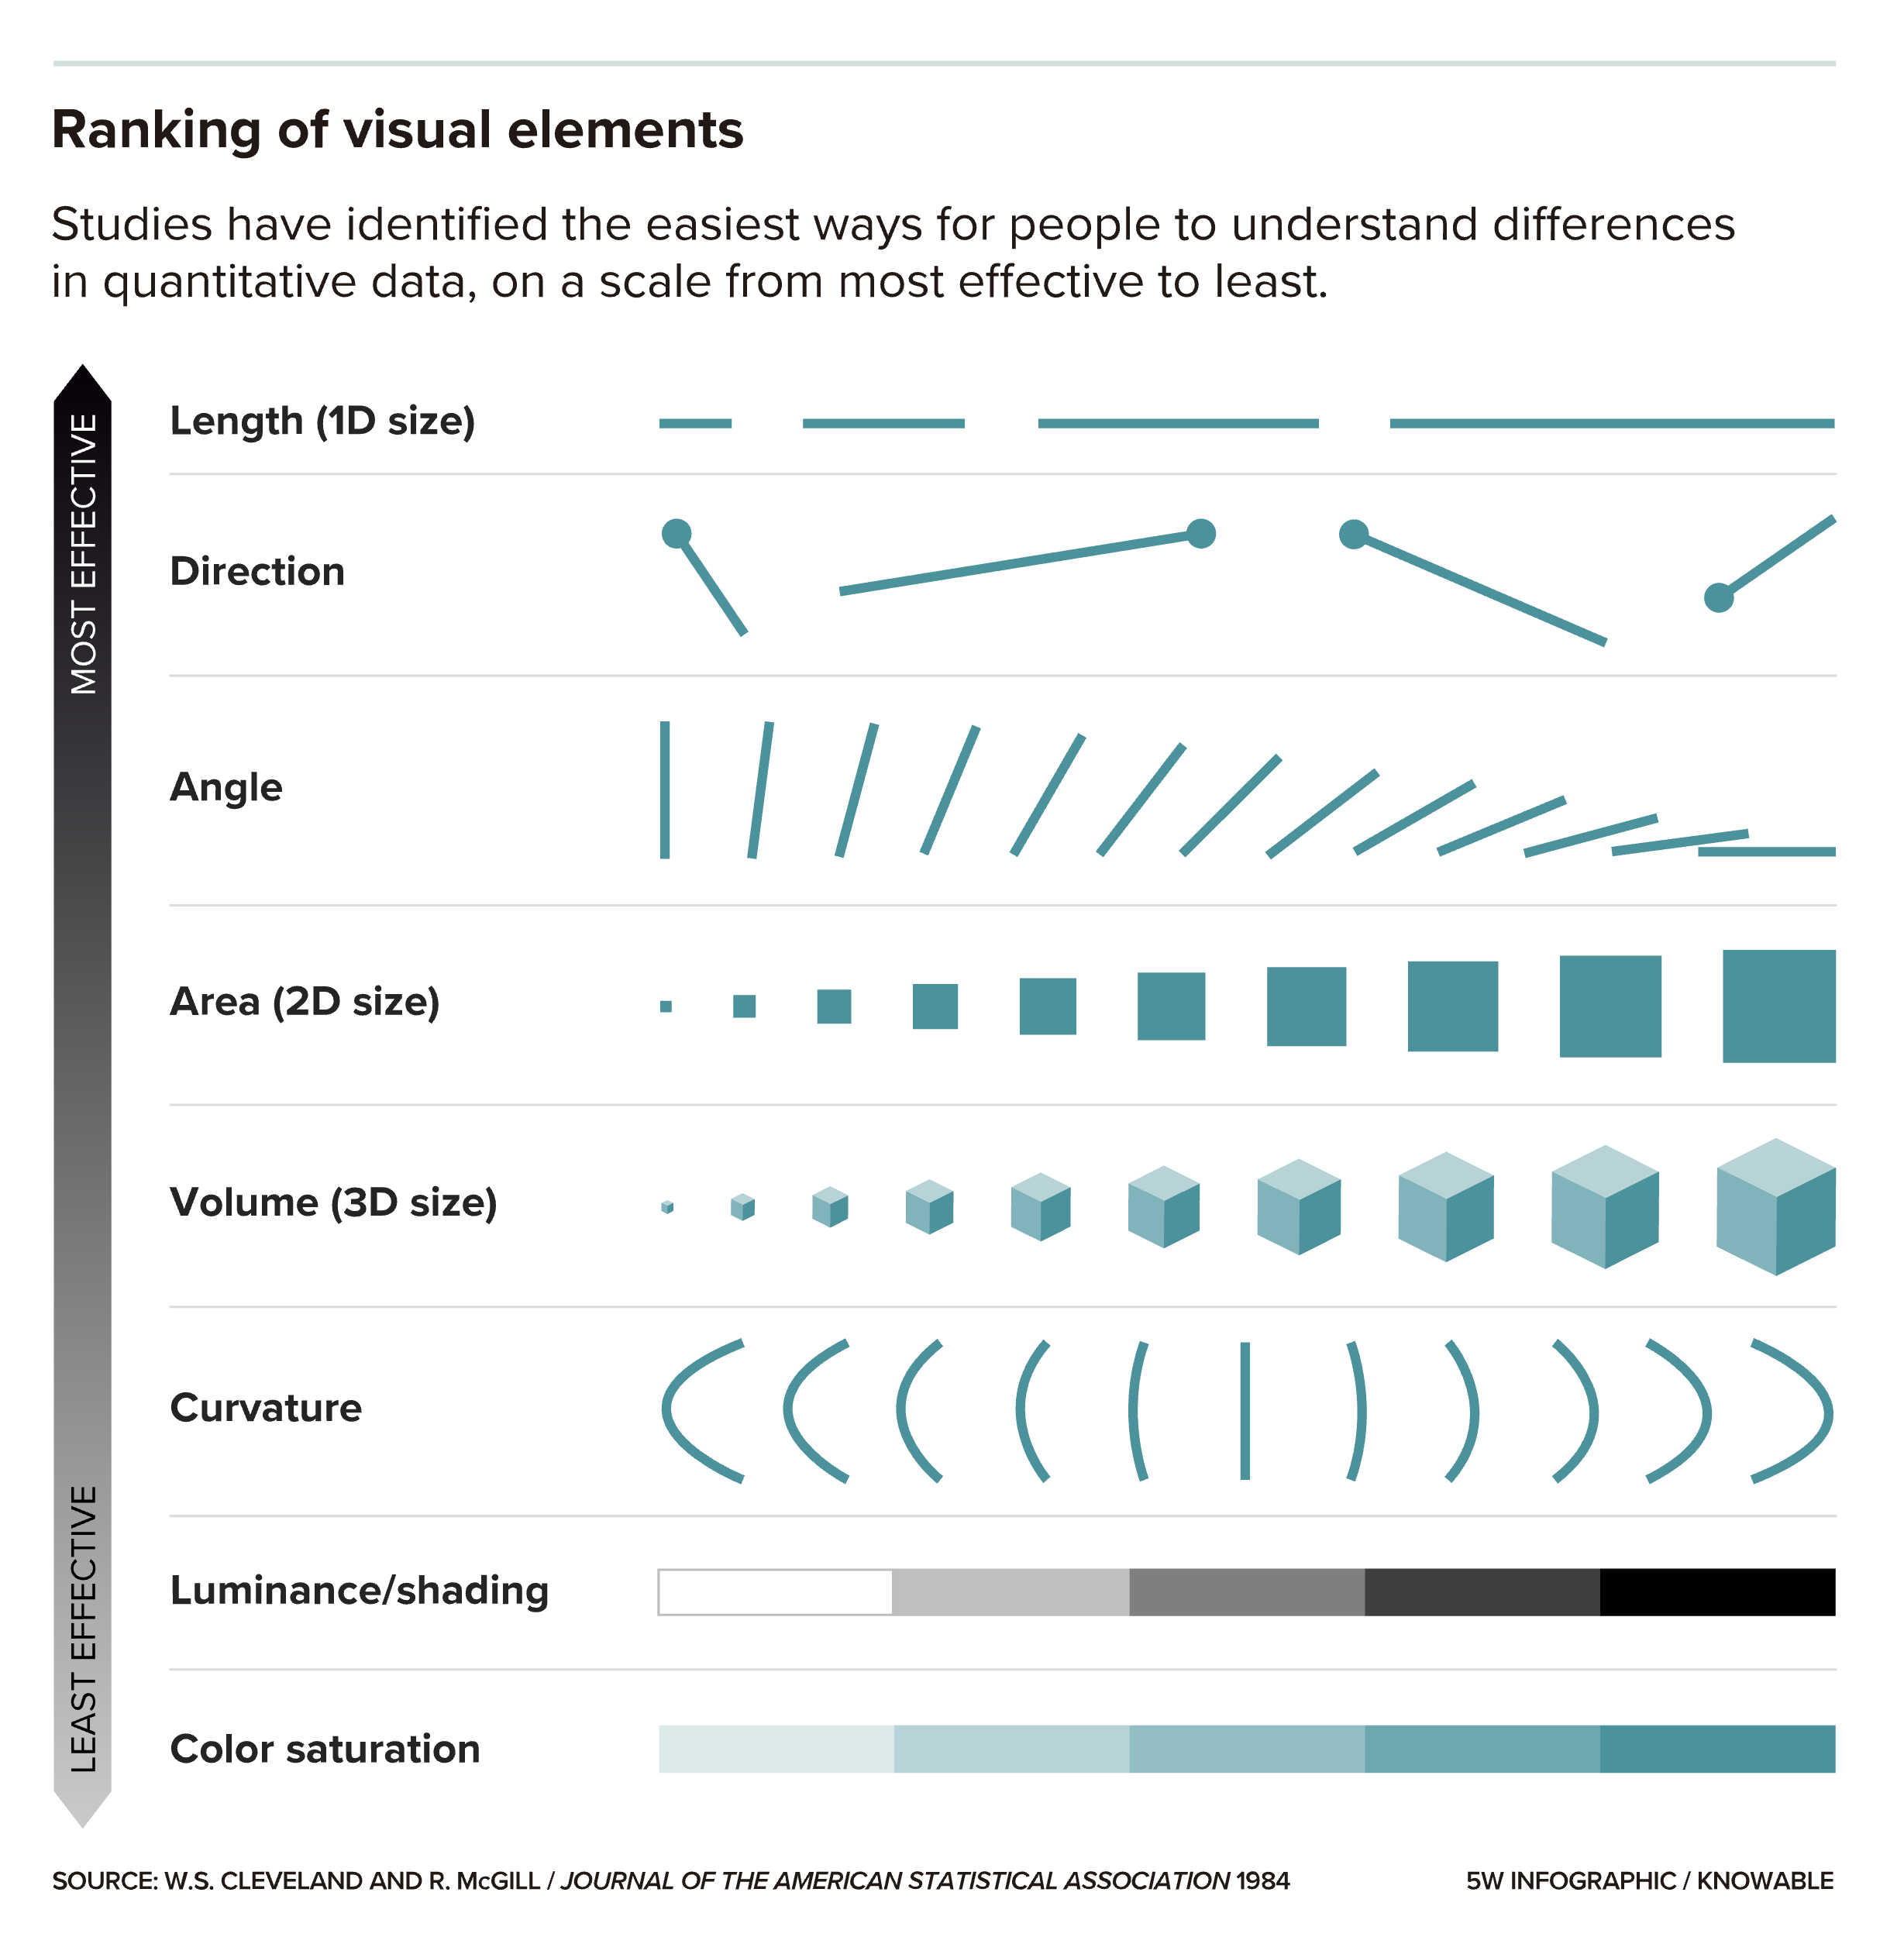 Ranking of visual elements
Studies have identified the easiest ways for people to understand differences
in quantitative data, on a scale from most effective to least.
MOST EFFECTIVE
Length (1D size)
Direction
Angle
Area (2D size)
Volume (3D size)
Curvature
Luminance/shading
Color saturation
LEAST EFFECTIVE
SOURCE: W.S. CLEVELAND AND R. McGILL / JOURNAL OF THE AMERICAN STATISTICAL ASSOCIATION 1984
5W INFOGRAPHIC / KNOWABLE